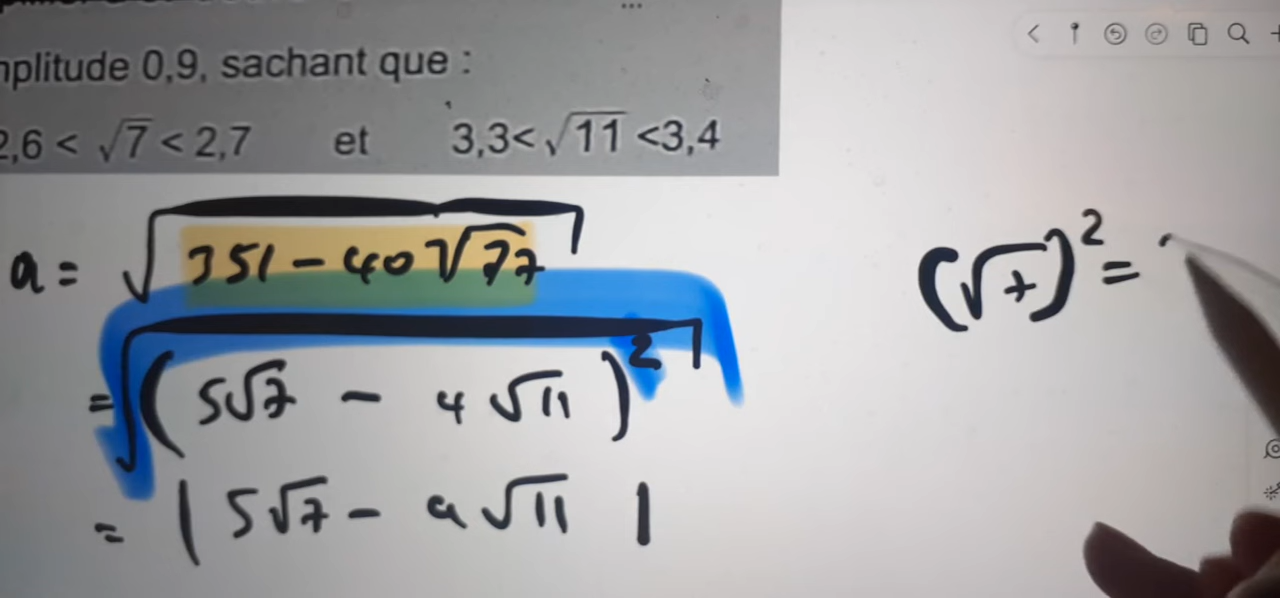 mplitude 0,9, sachant que :
2,6 < √7 < 2,7 et 3,3< √11 <3,4
a = √(351 - 40√77)
= √((5√7 - 4√11)²)
= |5√7 - 4√11|
(√+)² =